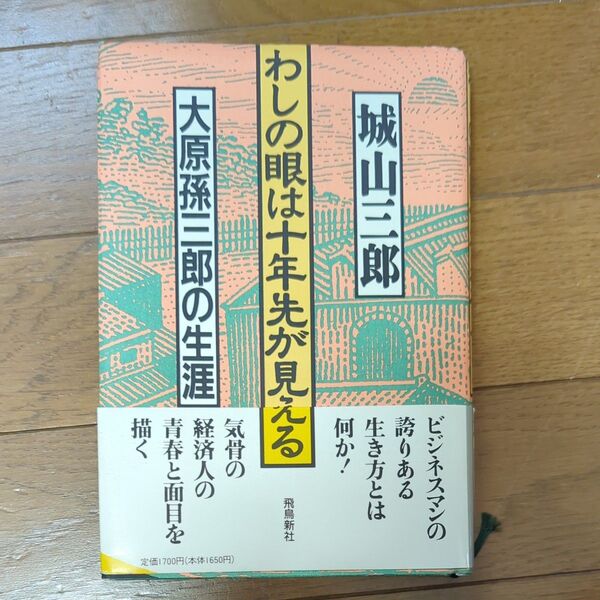 城山三郎
わしの眼は十年先が見える
大原孫三郎の生涯
ビジネスマンの
誇りある
生き方とは
何か！
飛鳥新社
気骨の
経済人の
青春と面目を
描く
定価1700円(本体1650円)